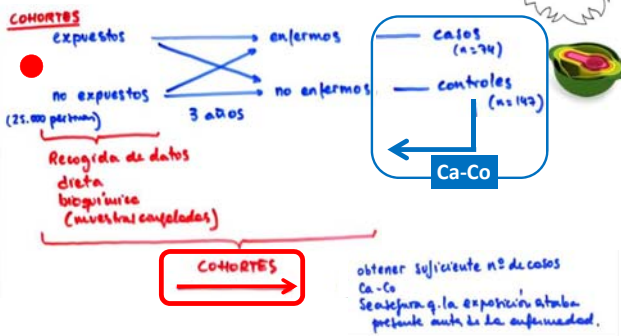 COHORTES
expuestos
enfermos
casos
(n=74)
no expuestos
no enfermos
controles
(n=147)
(25.000 personas)
3 años
Recogida de datos
dieta
bioquímica
(muestras congeladas)
Ca-Co
COHORTES
obtener suficiente nº de casos
Ca-Co
Se asegura q. la exposición estaba
presente antes de la enfermedad.